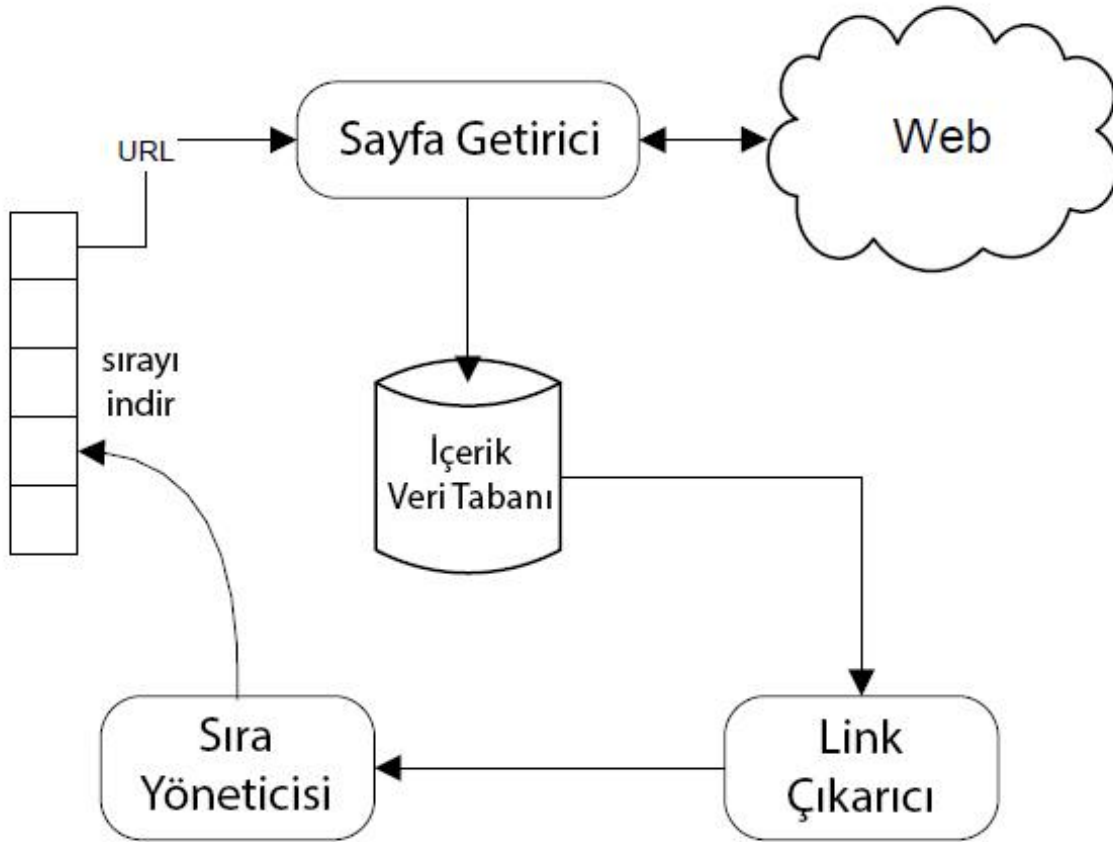 URL
Sayfa Getirici
Web
sırayı
indir
İçerik
Veri Tabanı
Sıra
Yöneticisi
Link
Çıkarıcı